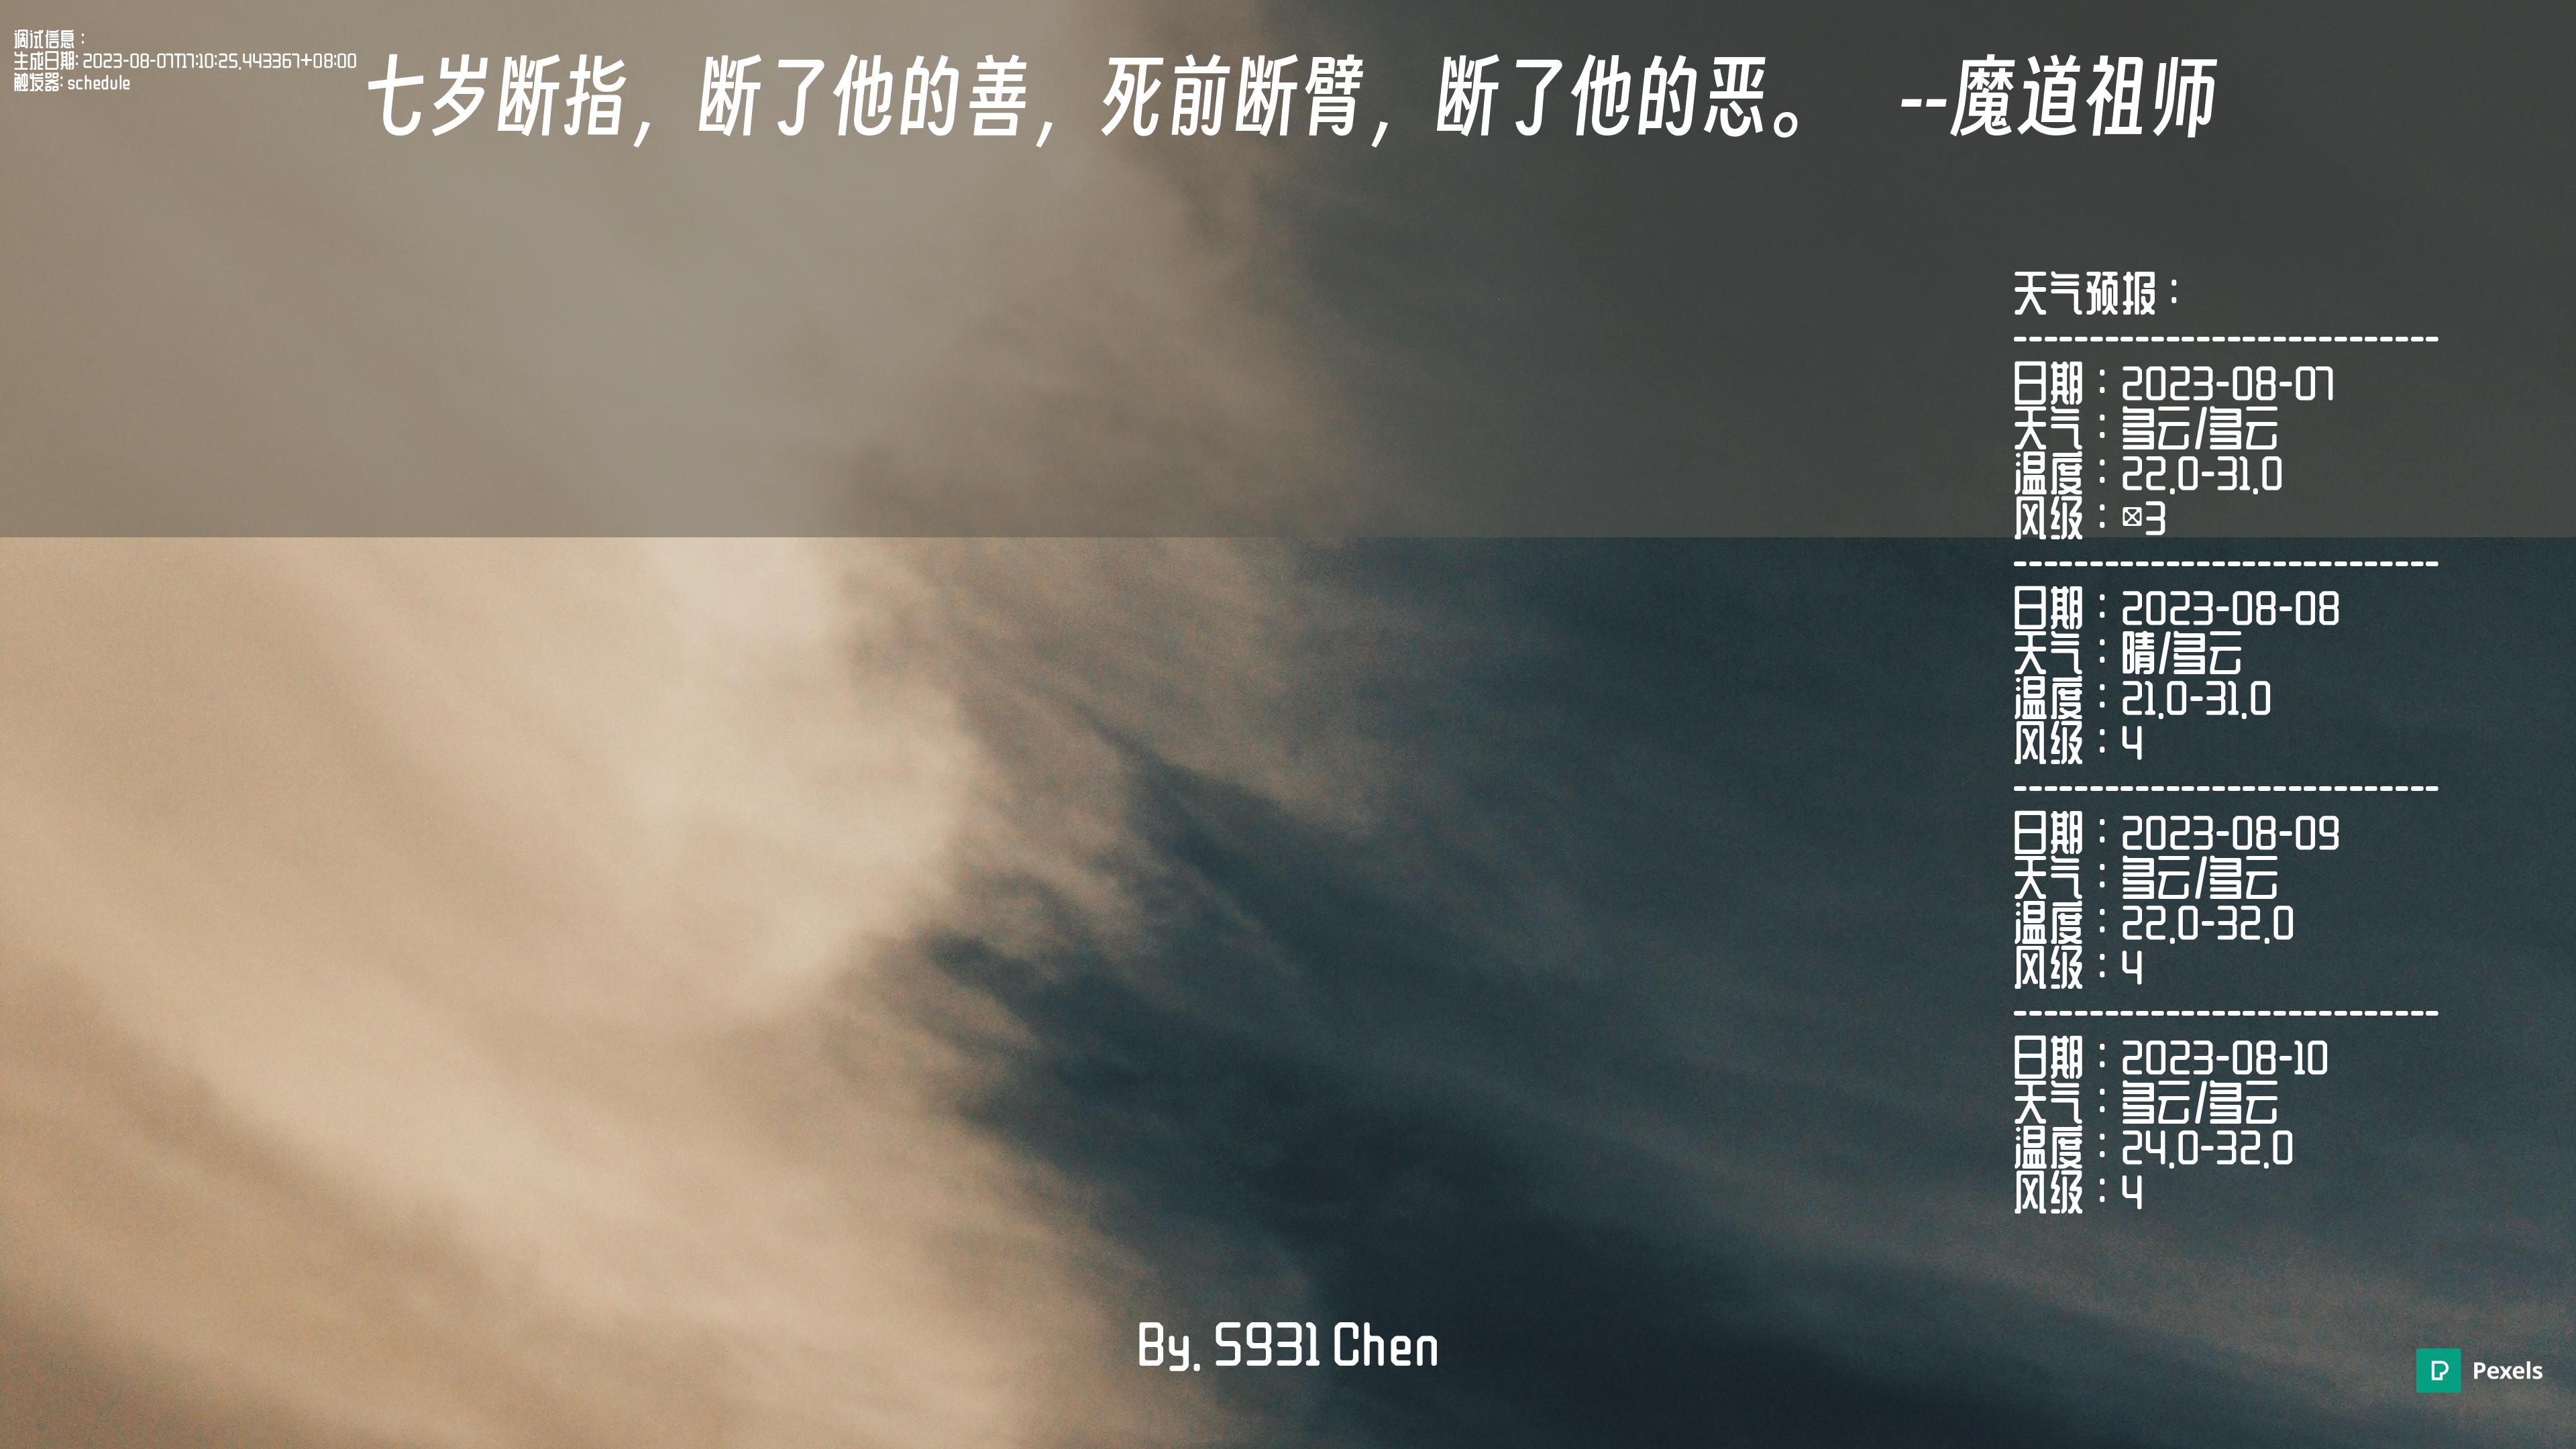 调试信息：
生成日期: 2023-08-07T17:10:25.443367+08:00
触发器: schedule
七岁断指，断了他的善，死前断臂，断了他的恶。 --魔道祖师
天气预报：
----------------------------
日期：2023-08-07
天气：多云/多云
温度：22.0-31.0
风级：3
----------------------------
日期：2023-08-08
天气：晴/多云
温度：21.0-31.0
风级：4
----------------------------
日期：2023-08-09
天气：多云/多云
温度：22.0-32.0
风级：4
----------------------------
日期：2023-08-10
天气：多云/多云
温度：24.0-32.0
风级：4
By. S931 Chen
Pexels